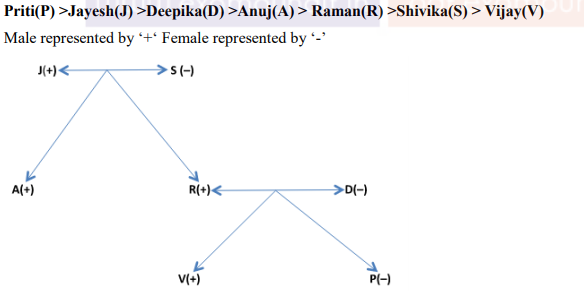 Priti(P) >Jayesh(J) >Deepika(D) >Anuj(A) > Raman(R) >Shivika(S) > Vijay(V)
Male represented by ‘+‘ Female represented by ‘-’
J(+) S (–)
A(+) R(+) D(–)
V(+) P(–)